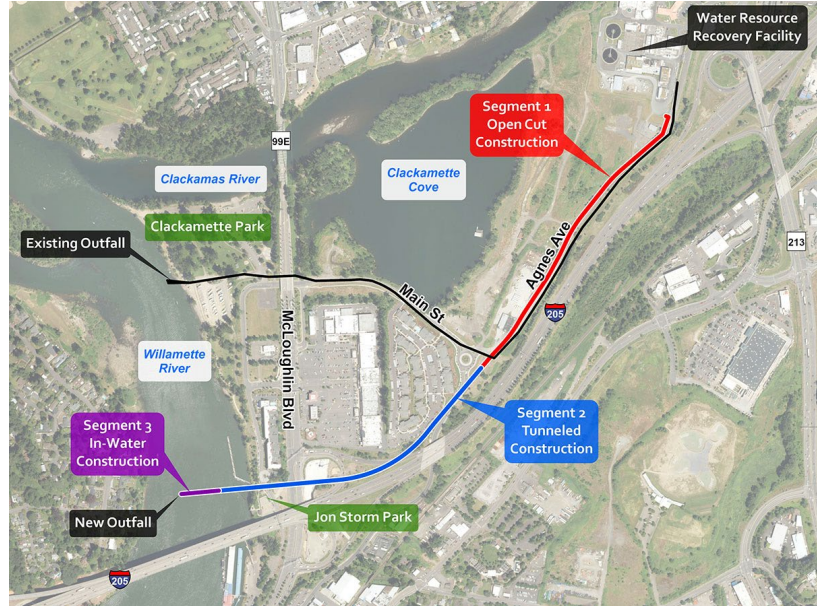 Water Resource
Recovery Facility
Segment 1
Open Cut
Construction
99E
Clackamas River
Clackamette
Cove
Clackamette Park
Existing Outfall
213
Agnes Ave
Main St
205
McLoughlin Blvd
Willamette
River
Segment 3
In-Water
Construction
Segment 2
Tunneled
Construction
New Outfall
Jon Storm Park
205